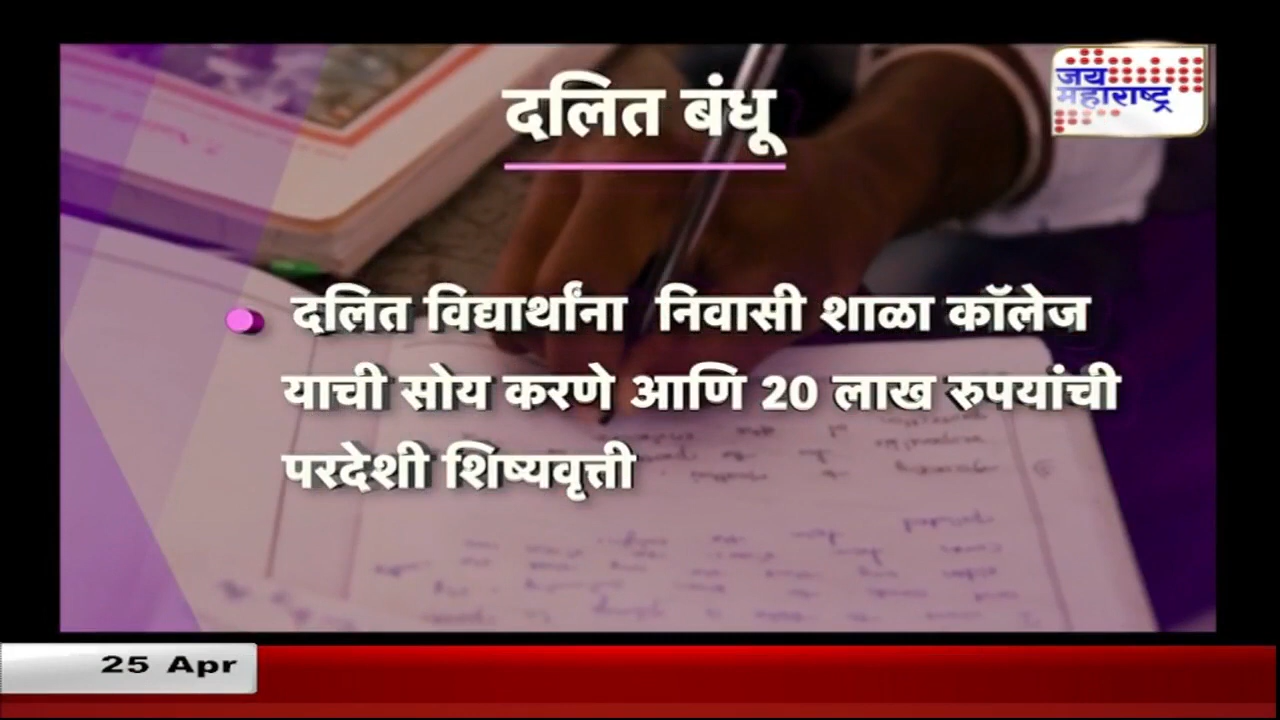 दलित बंधू
जय
महाराष्ट्र
दलित विद्यार्थांना निवासी शाळा कॉलेज
याची सोय करणे आणि 20 लाख रुपयांची
परदेशी शिष्यवृत्ती
25 Apr